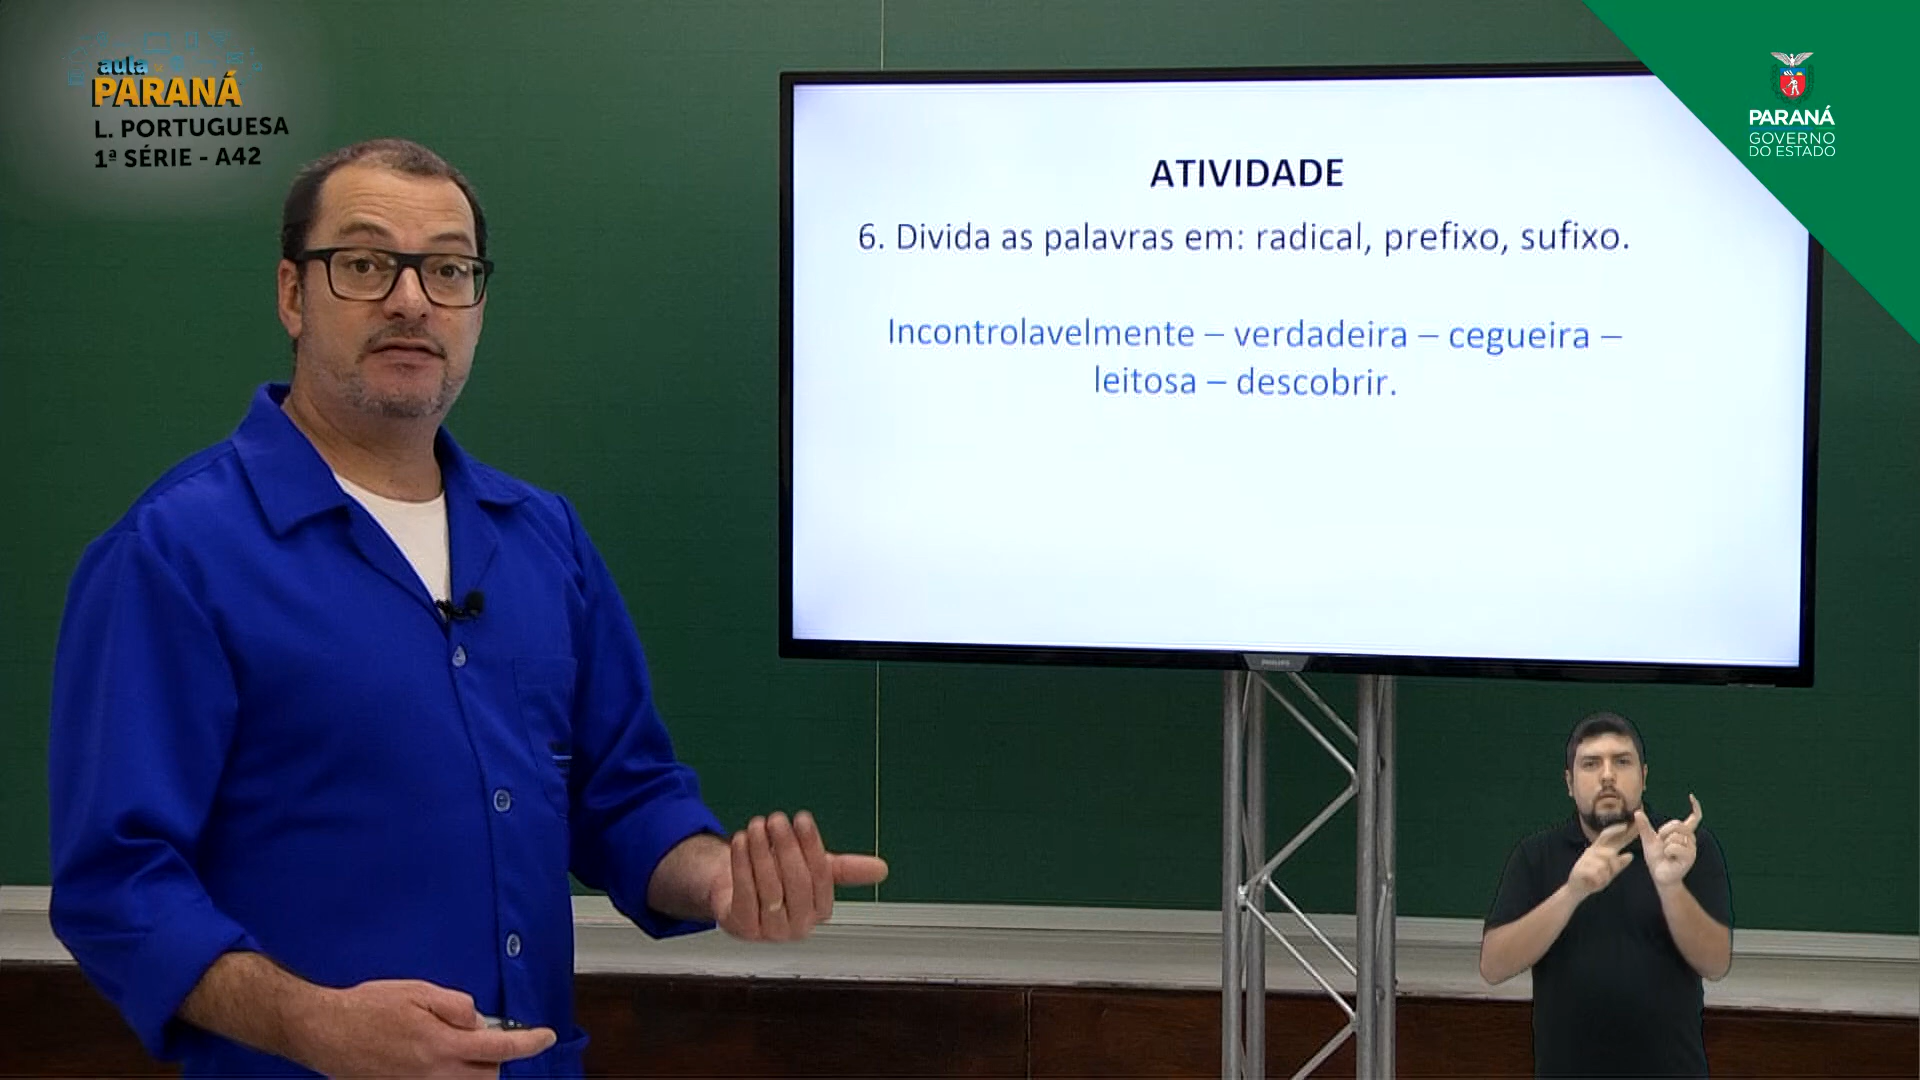 aula
PARANÁ
L. PORTUGUESA
1ª SÉRIE - A42
ATIVIDADE
6. Divida as palavras em: radical, prefixo, sufixo.
Incontrolavelmente – verdadeira – cegueira –
leitosa – descobrir.
PARANÁ
GOVERNO
DO ESTADO
PHILIPS